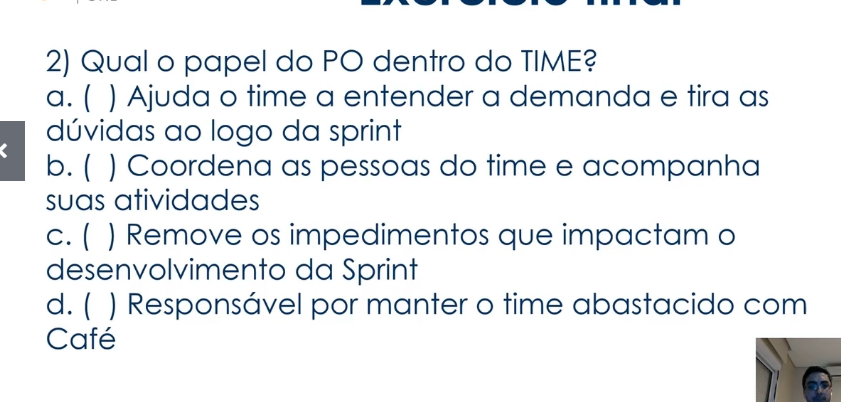 2) Qual o papel do PO dentro do TIME?
a. ( ) Ajuda o time a entender a demanda e tira as
dúvidas ao logo da sprint
b. ( ) Coordena as pessoas do time e acompanha
suas atividades
c. ( ) Remove os impedimentos que impactam o
desenvolvimento da Sprint
d. ( ) Responsável por manter o time abastacido com
Café